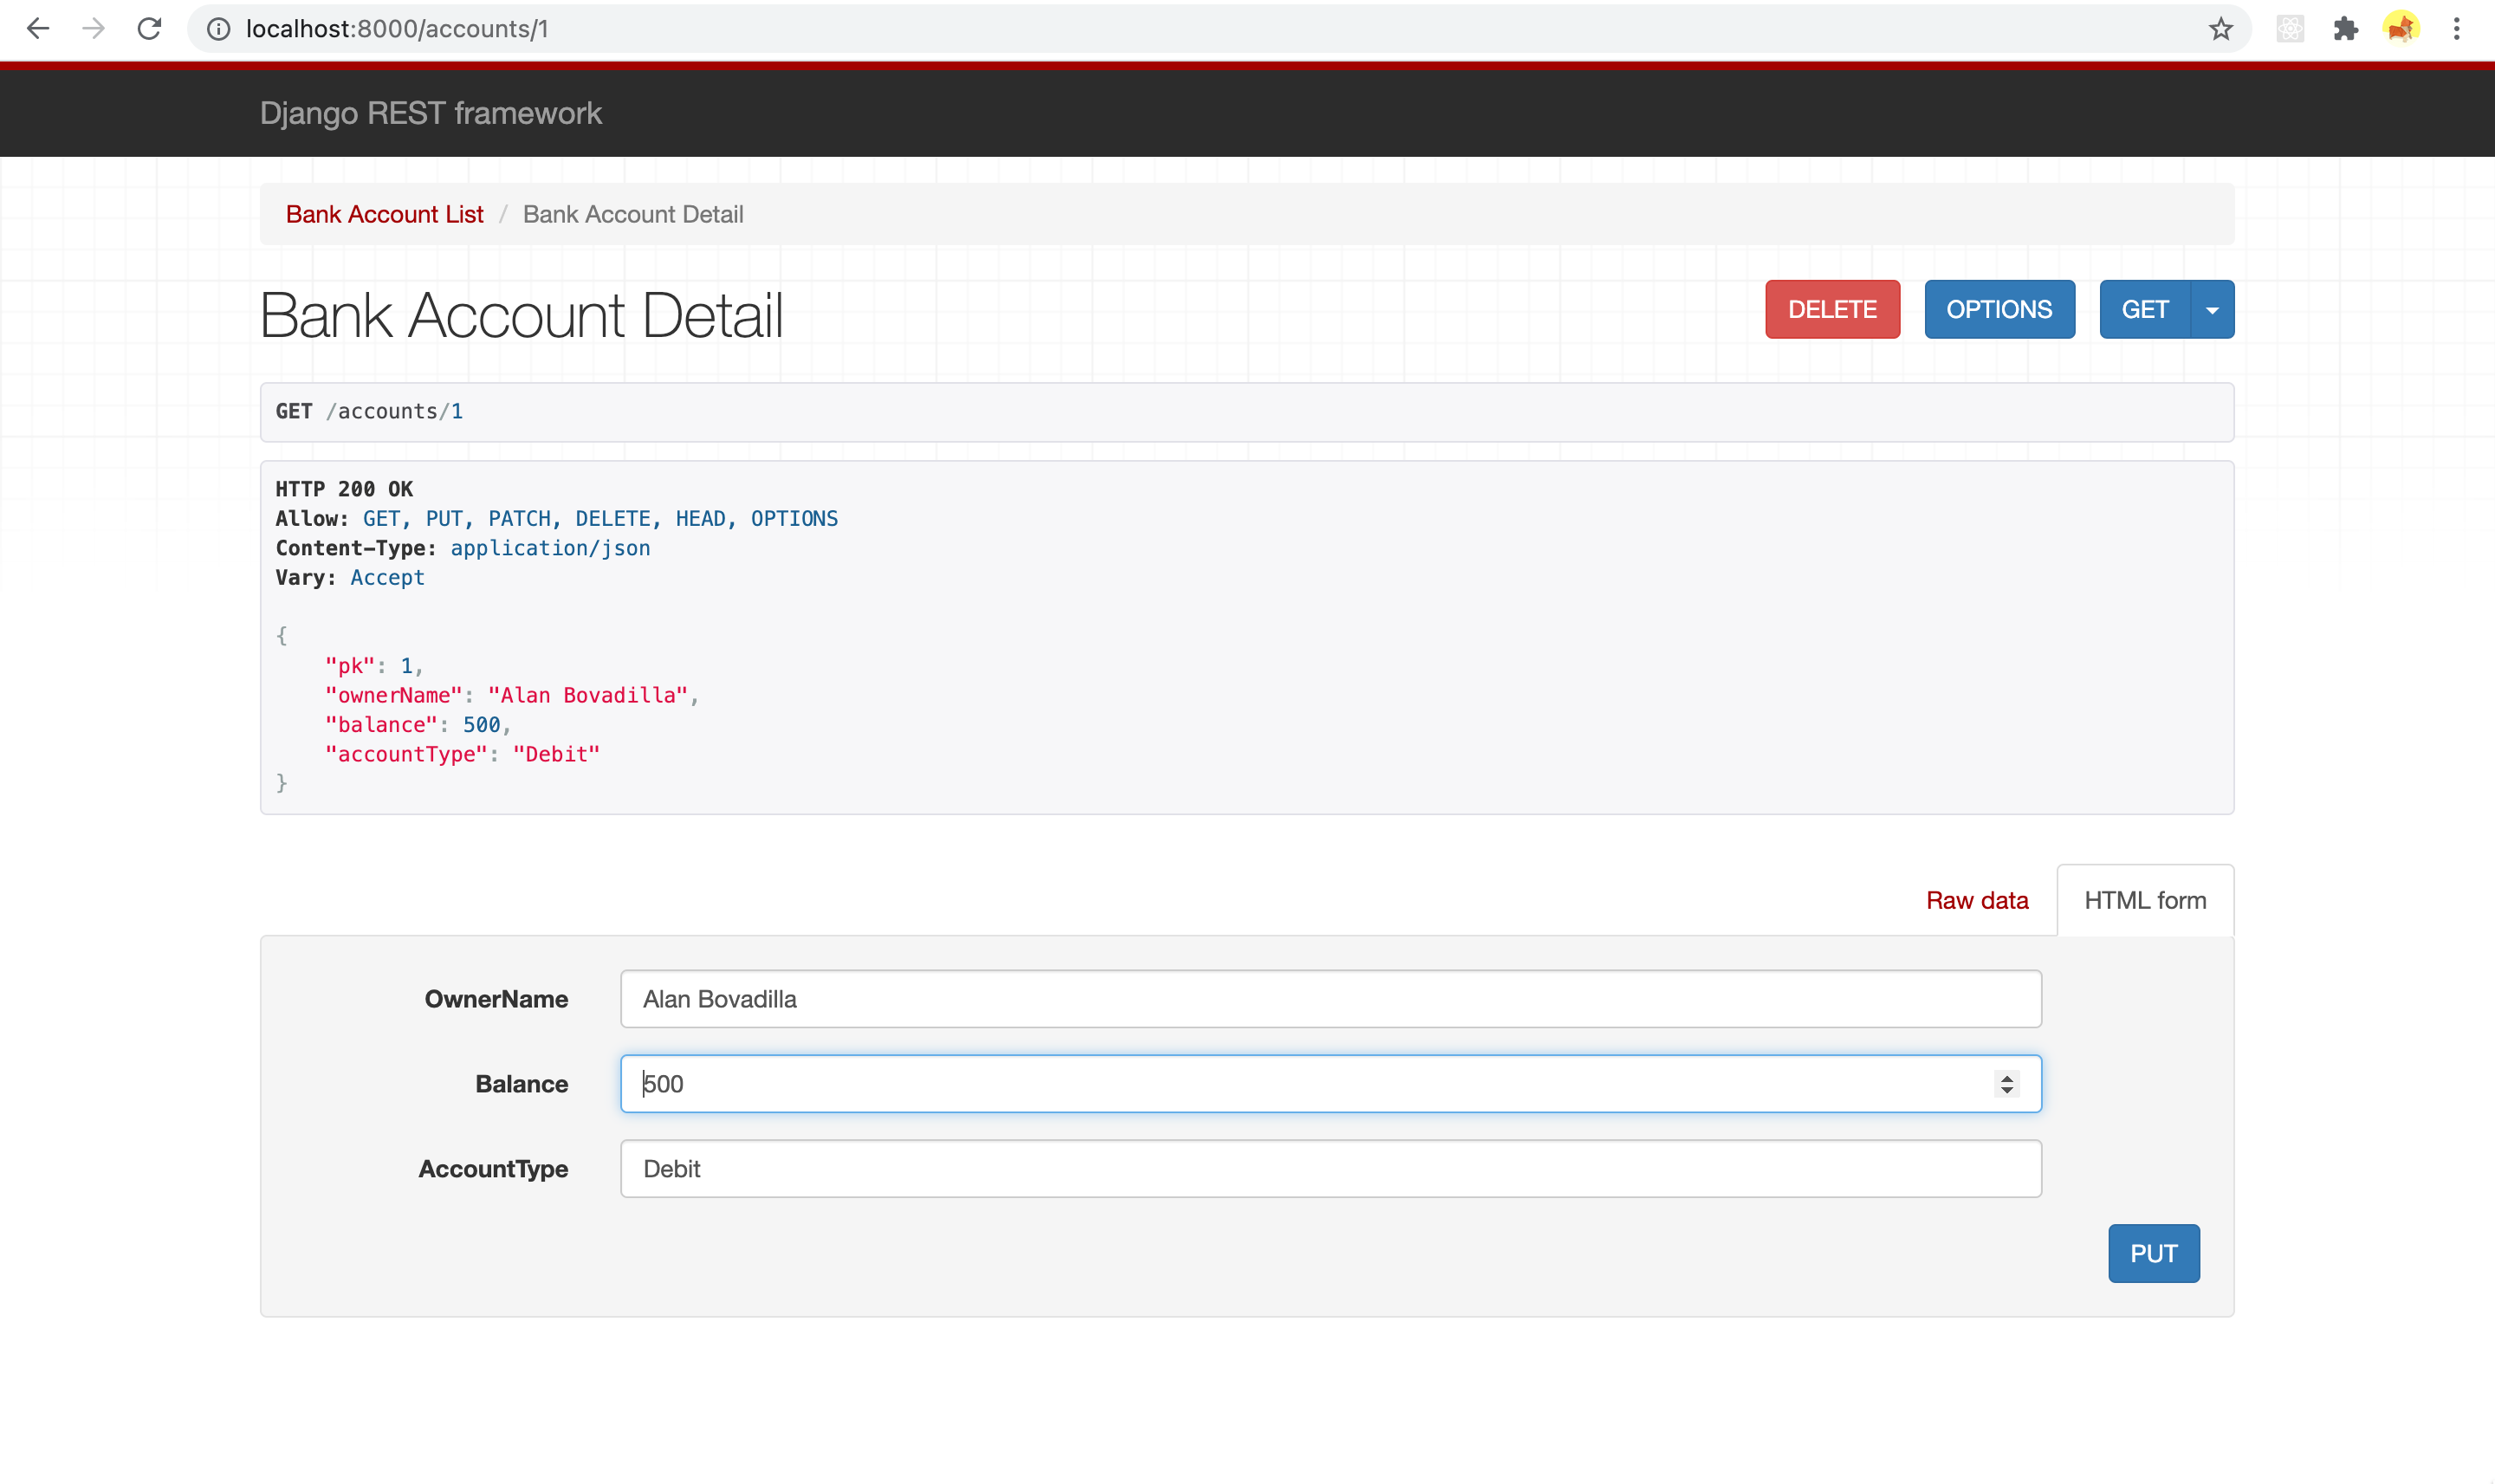 localhost:8000/accounts/1
Django REST framework
Bank Account List / Bank Account Detail
Bank Account Detail
DELETE OPTIONS GET
GET /accounts/1
HTTP 200 OK
Allow: GET, PUT, PATCH, DELETE, HEAD, OPTIONS
Content-Type: application/json
Vary: Accept
{
    "pk": 1,
    "ownerName": "Alan Bovadilla",
    "balance": 500,
    "accountType": "Debit"
}
Raw data HTML form
OwnerName Alan Bovadilla
Balance 500
AccountType Debit
PUT